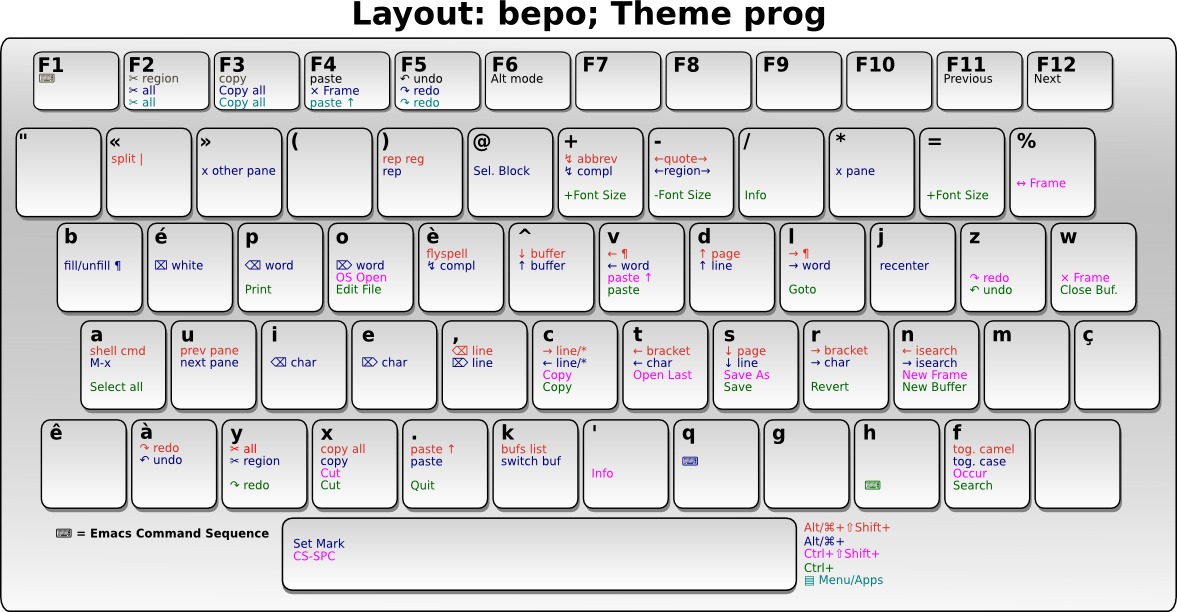 Layout: bepo; Theme prog
F1
⌨
F2
✂ region
✂ all
✂ all
F3
copy
Copy all
Copy all
F4
paste
× Frame
paste ↑
F5
↶ undo
↷ redo
↷ redo
F6
Alt mode
F7
F8
F9
F10
F11
Previous
F12
Next
"
«
split |
»
x other pane
(
)
rep reg
rep
@
Sel. Block
+
↯ abbrev
↯ compl
+Font Size
-
←quote→
←region→
-Font Size
/
Info
*
x pane
=
+Font Size
%
↔ Frame
b
fill/unfill ¶
é
⌧ white
p
⌫ word
Print
o
⌦ word
OS Open
Edit File
è
flyspell
↯ compl
^
↓ buffer
↑ buffer
v
← ¶
← word
paste ↑
paste
d
↑ page
↑ line
l
→ ¶
→ word
Goto
j
recenter
z
↷ redo
↶ undo
w
× Frame
Close Buf.
a
shell cmd
M-x
Select all
u
prev pane
next pane
i
⌫ char
e
⌦ char
,
⌫ line
⌦ line
c
→ line/*
← line/*
Copy
Copy
t
← bracket
← char
Open Last
s
↓ page
↓ line
Save As
Save
r
→ bracket
→ char
Revert
n
← isearch
→ isearch
New Frame
New Buffer
m
ç
ê
à
↷ redo
↶ undo
y
✂ all
✂ region
↷ redo
x
copy all
copy
Cut
Cut
.
paste ↑
paste
Quit
k
bufs list
switch buf
'
Info
q
⌨
g
h
⌨
f
tog. camel
tog. case
Occur
Search
⌨ = Emacs Command Sequence
Set Mark
CS-SPC
Alt/⌘+⇧Shift+
Alt/⌘+
Ctrl+⇧Shift+
Ctrl+
▤ Menu/Apps